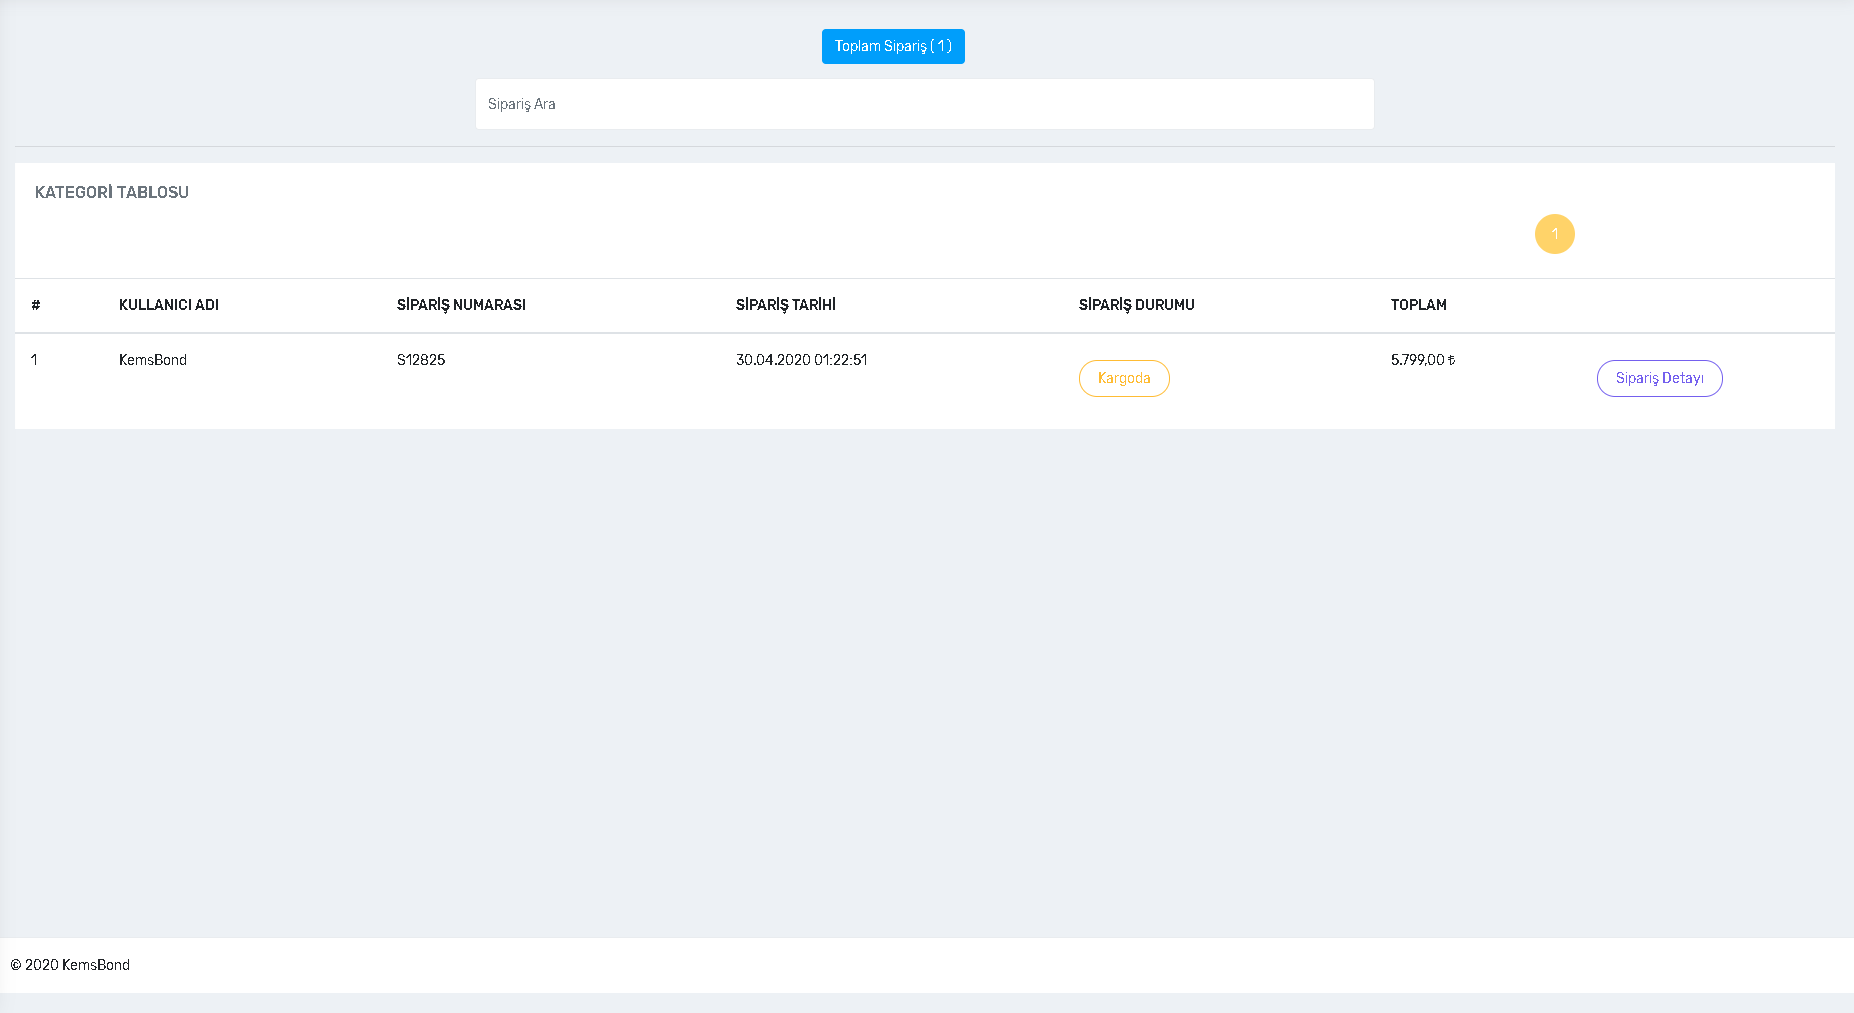 Toplam Sipariş ( 1 )
Sipariş Ara
KATEGORİ TABLOSU
1
# KULLANICI ADI SİPARİŞ NUMARASI SİPARİŞ TARİHİ SİPARİŞ DURUMU TOPLAM
1 KemsBond S12825 30.04.2020 01:22:51 Kargoda 5.799,00 ₺ Sipariş Detayı
© 2020 KemsBond